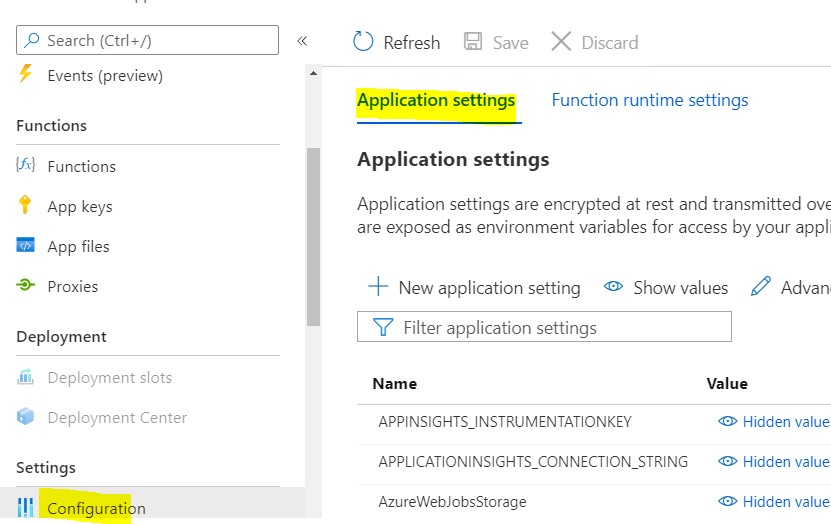 Search (Ctrl+/)
«
Refresh
Save
Discard
Events (preview)
Functions
Functions
App keys
App files
Proxies
Deployment
Deployment slots
Deployment Center
Settings
Configuration
Application settings
Function runtime settings
Application settings
Application settings are encrypted at rest and transmitted ove
are exposed as environment variables for access by your appli
New application setting
Show values
Advan
Filter application settings
Name
Value
APPINSIGHTS_INSTRUMENTATIONKEY
Hidden value
APPLICATIONINSIGHTS_CONNECTION_STRING
Hidden value
AzureWebJobsStorage
Hidden value